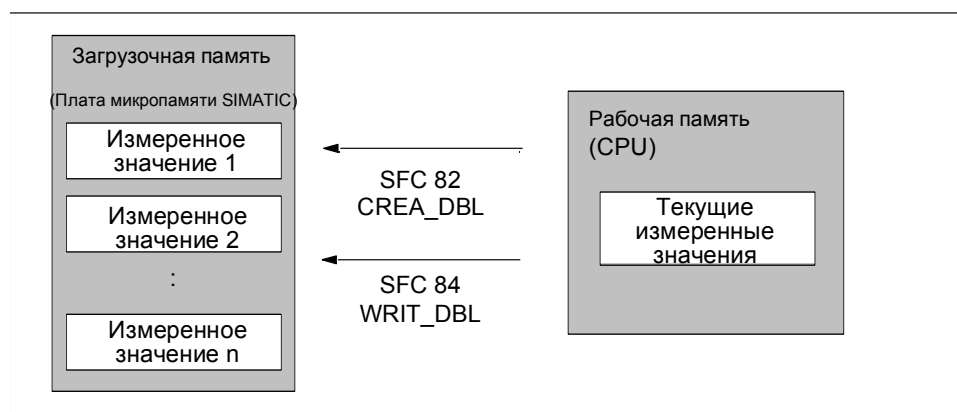 Загрузочная память
(Плата микропамяти SIMATIC)
Измеренное
значение 1
Измеренное
значение 2
:
Измеренное
значение n
SFC 82
CREA_DBL
SFC 84
WRIT_DBL
Рабочая память
(CPU)
Текущие
измеренные
значения